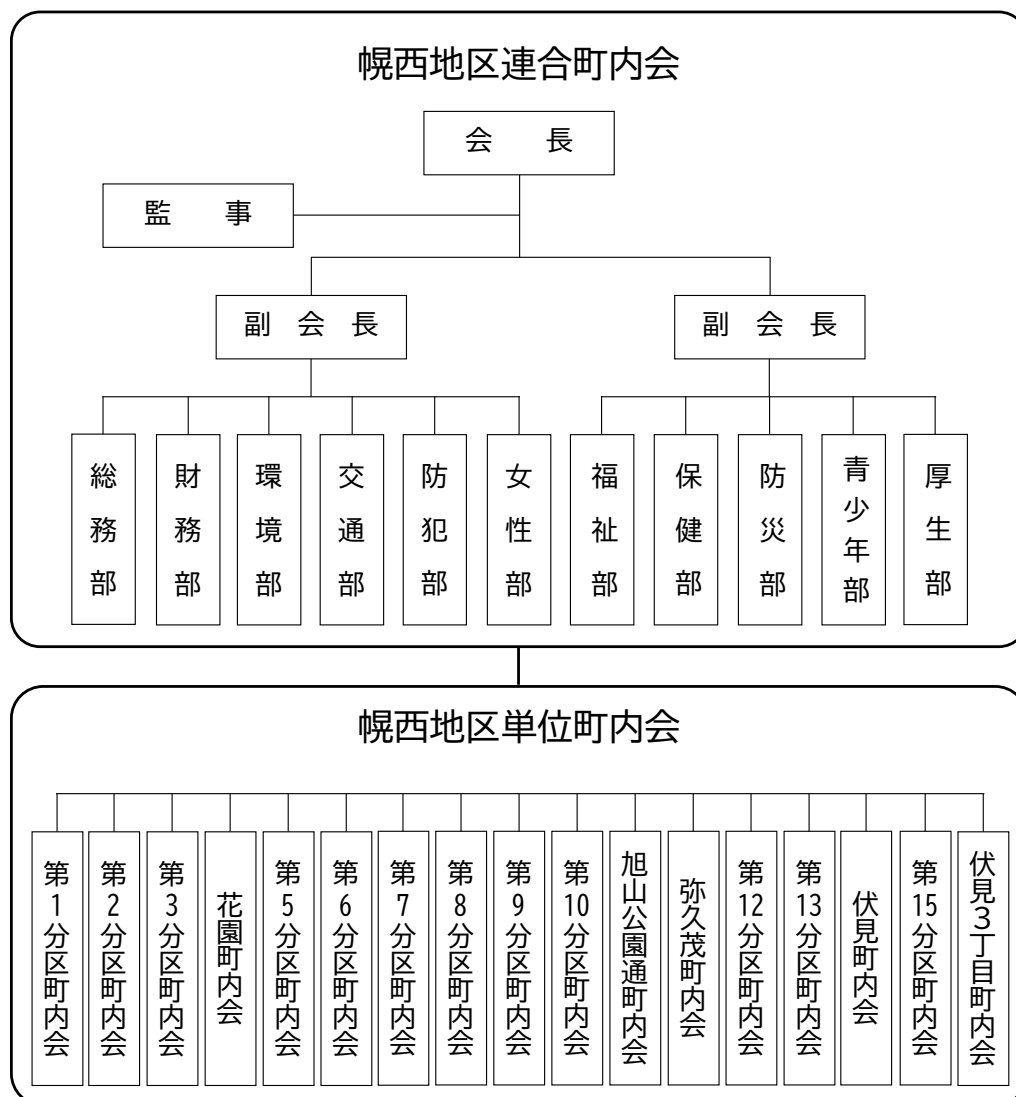 幌西地区連合町内会
会　長
監　事
副 会 長
副 会 長
総務部
財務部
環境部
交通部
防犯部
女性部
福祉部
保健部
防災部
青少年部
厚生部
幌西地区単位町内会
第1分区町内会
第2分区町内会
第3分区町内会
花園町内会
第5分区町内会
第6分区町内会
第7分区町内会
第8分区町内会
第9分区町内会
第10分区町内会
旭山公園通町内会
弥久茂町内会
第12分区町内会
第13分区町内会
伏見町内会
第15分区町内会
伏見3丁目町内会